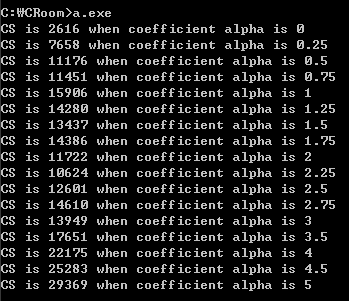 C:₩CRoom>a.exe
CS is 2616 when coefficient alpha is 0
CS is 7658 when coefficient alpha is 0.25
CS is 11176 when coefficient alpha is 0.5
CS is 11451 when coefficient alpha is 0.75
CS is 15906 when coefficient alpha is 1
CS is 14280 when coefficient alpha is 1.25
CS is 13437 when coefficient alpha is 1.5
CS is 14386 when coefficient alpha is 1.75
CS is 11722 when coefficient alpha is 2
CS is 10624 when coefficient alpha is 2.25
CS is 12601 when coefficient alpha is 2.5
CS is 14610 when coefficient alpha is 2.75
CS is 13949 when coefficient alpha is 3
CS is 17651 when coefficient alpha is 3.5
CS is 22175 when coefficient alpha is 4
CS is 25283 when coefficient alpha is 4.5
CS is 29369 when coefficient alpha is 5